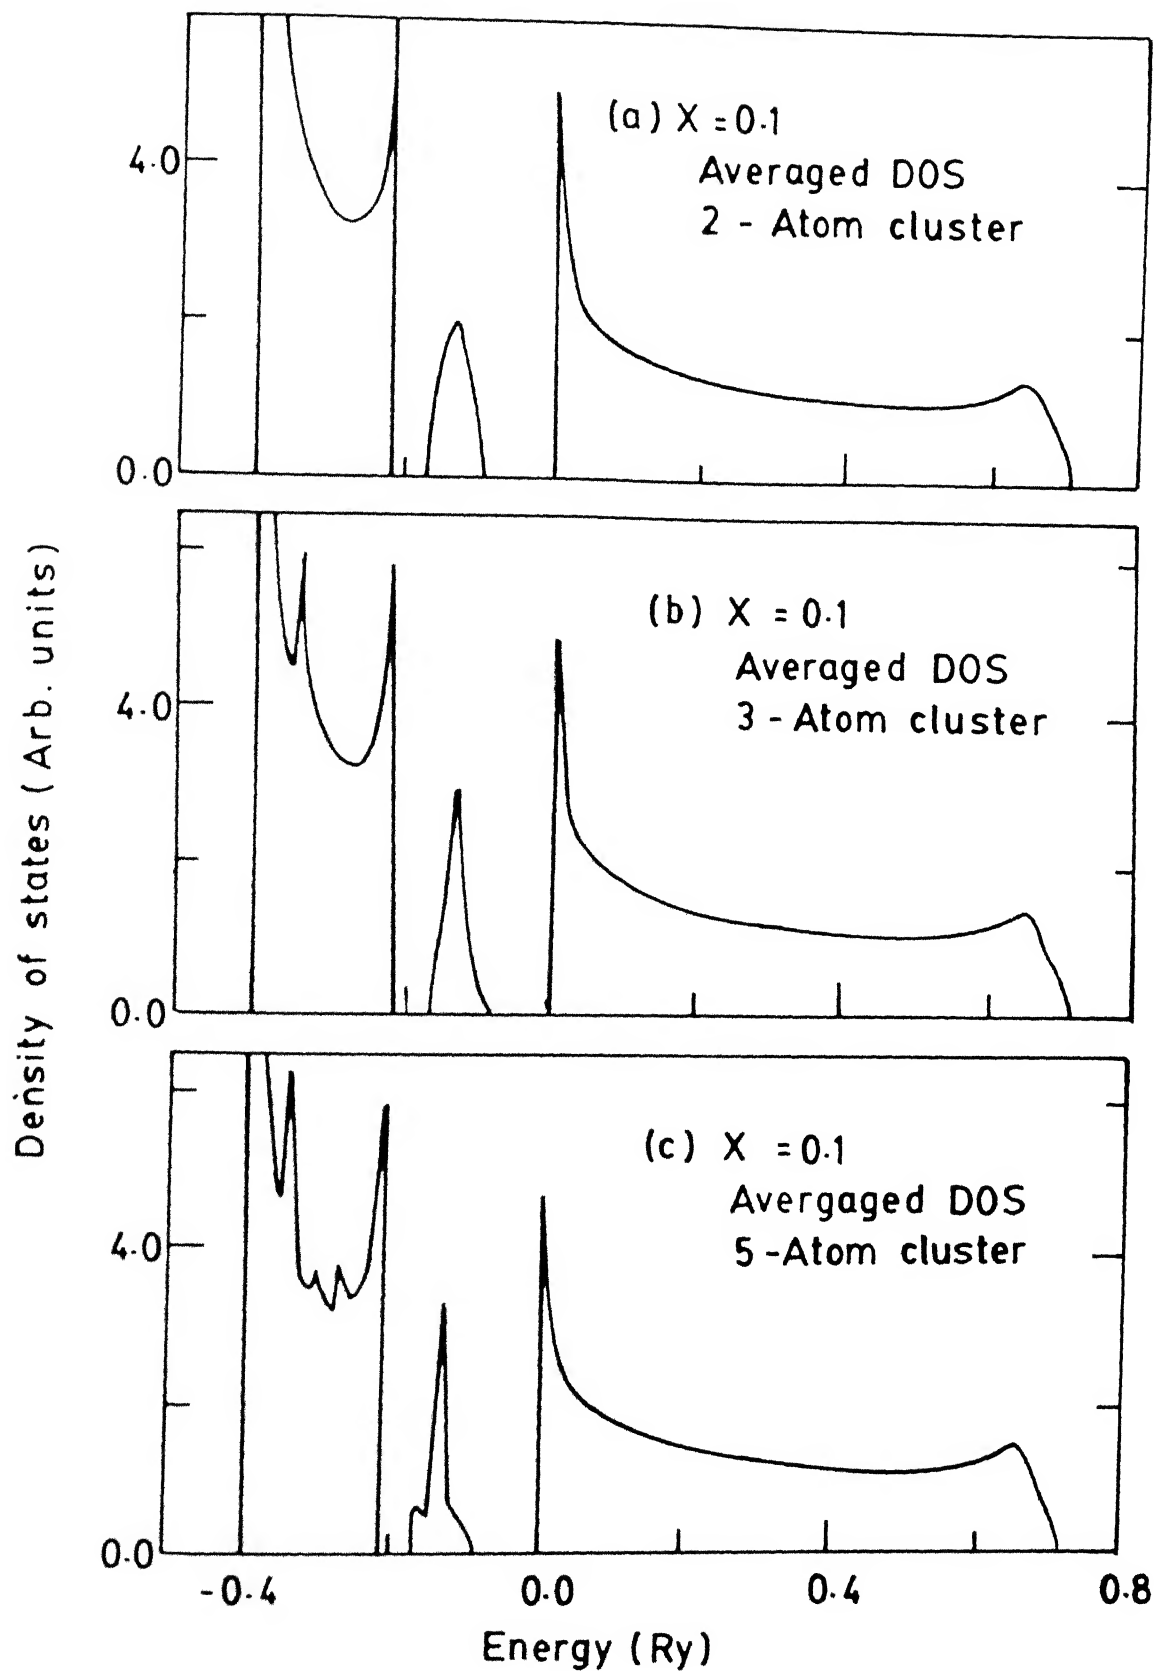 4.0
0.0
(a) X = 0.1
Averaged DOS
2 - Atom cluster
4.0
0.0
(b) X = 0.1
Averaged DOS
3 - Atom cluster
4.0
0.0
(c) X = 0.1
Avergaged DOS
5 - Atom cluster
-0.4 0.0 0.4 0.8
Energy (Ry)
Density of states (Arb. units)